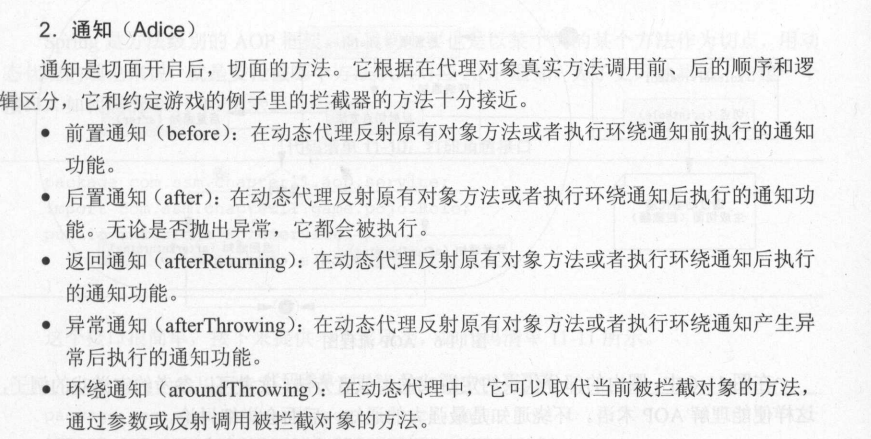 2. 通知（Adice）
通知是切面开启后，切面的方法。它根据在代理对象真实方法调用前、后的顺序和逻
辑区分，它和约定游戏的例子里的拦截器的方法十分接近。
● 前置通知（before）：在动态代理反射原有对象方法或者执行环绕通知前执行的通知
功能。
● 后置通知（after）：在动态代理反射原有对象方法或者执行环绕通知后执行的通知功
能。无论是否抛出异常，它都会被执行。
● 返回通知（afterReturning）：在动态代理反射原有对象方法或者执行环绕通知后执行
的通知功能。
● 异常通知（afterThrowing）：在动态代理反射原有对象方法或者执行环绕通知产生异
常后执行的通知功能。
● 环绕通知（aroundThrowing）：在动态代理中，它可以取代当前被拦截对象的方法，
通过参数或反射调用被拦截对象的方法。